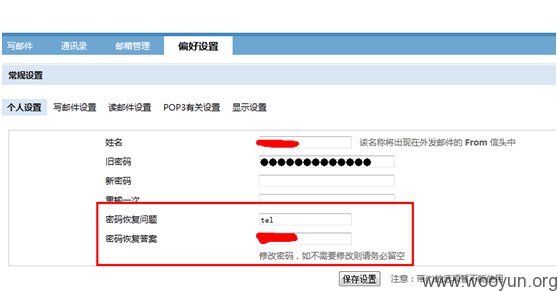 写邮件 通讯录 邮箱管理 偏好设置
常规设置
个人设置 写邮件设置 读邮件设置 POP3有关设置 显示设置
姓名 该名称将出现在外发邮件的 From 信头中
旧密码
新密码
重输一次
密码恢复问题 tel
密码恢复答案
修改密码，如不需要修改则请务必留空
保存设置 注意：
www.wooyun.org